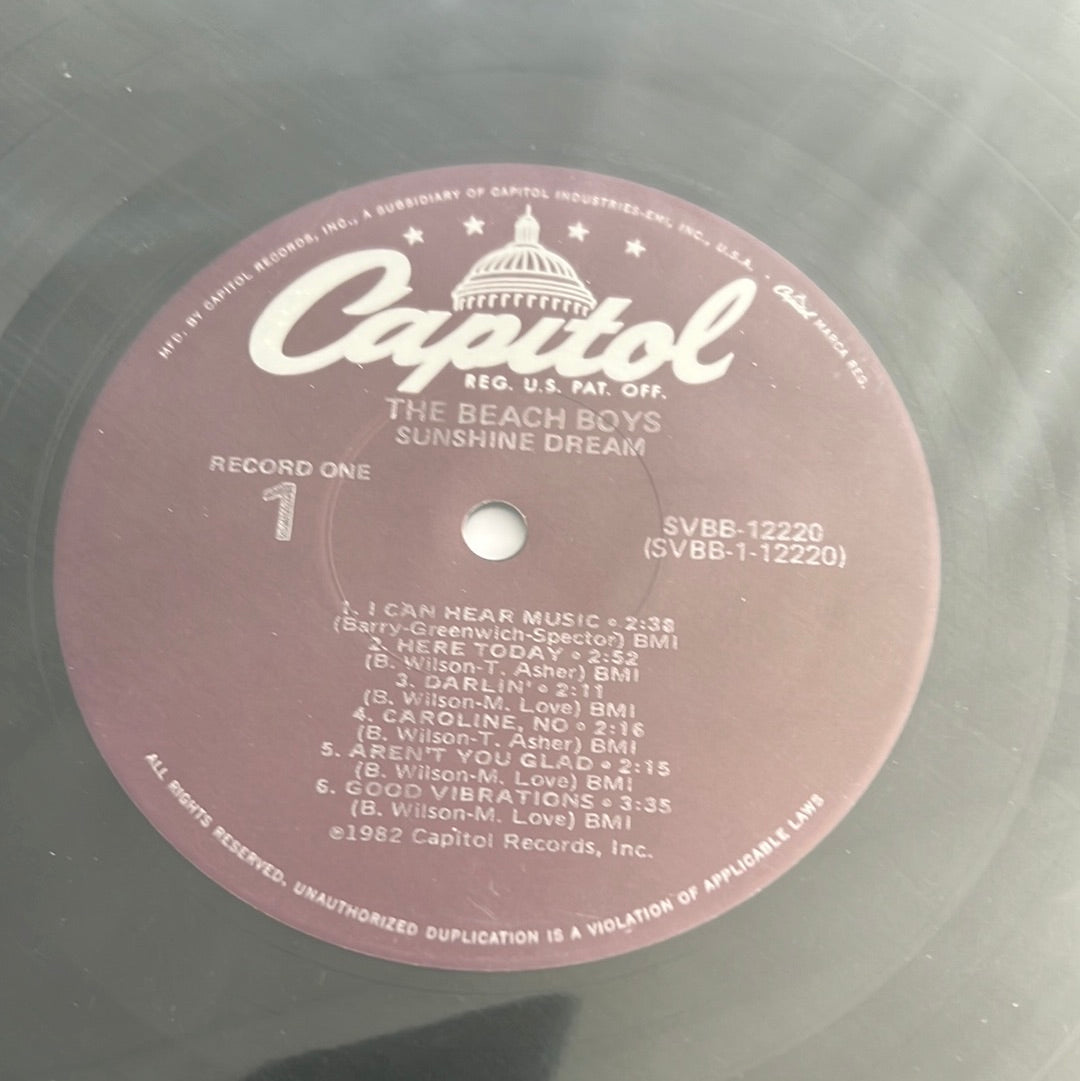 MFD. BY CAPITOL RECORDS, INC., A SUBSIDIARY OF CAPITOL INDUSTRIES-EMI, INC., U.S.A. · Capitol MARCA REG.
Capitol
REG. U.S. PAT. OFF.
THE BEACH BOYS
SUNSHINE DREAM
RECORD ONE
1
SVBB-12220
(SVBB-1-12220)
1. I CAN HEAR MUSIC • 2:38
(Barry-Greenwich-Spector) BMI
2. HERE TODAY • 2:52
(B. Wilson-T. Asher) BMI
3. DARLIN' • 2:11
(B. Wilson-M. Love) BMI
4. CAROLINE, NO • 2:16
(B. Wilson-T. Asher) BMI
5. AREN'T YOU GLAD • 2:15
(B. Wilson-M. Love) BMI
6. GOOD VIBRATIONS • 3:35
(B. Wilson-M. Love) BMI
℗1982 Capitol Records, Inc.
ALL RIGHTS RESERVED. UNAUTHORIZED DUPLICATION IS A VIOLATION OF APPLICABLE LAWS